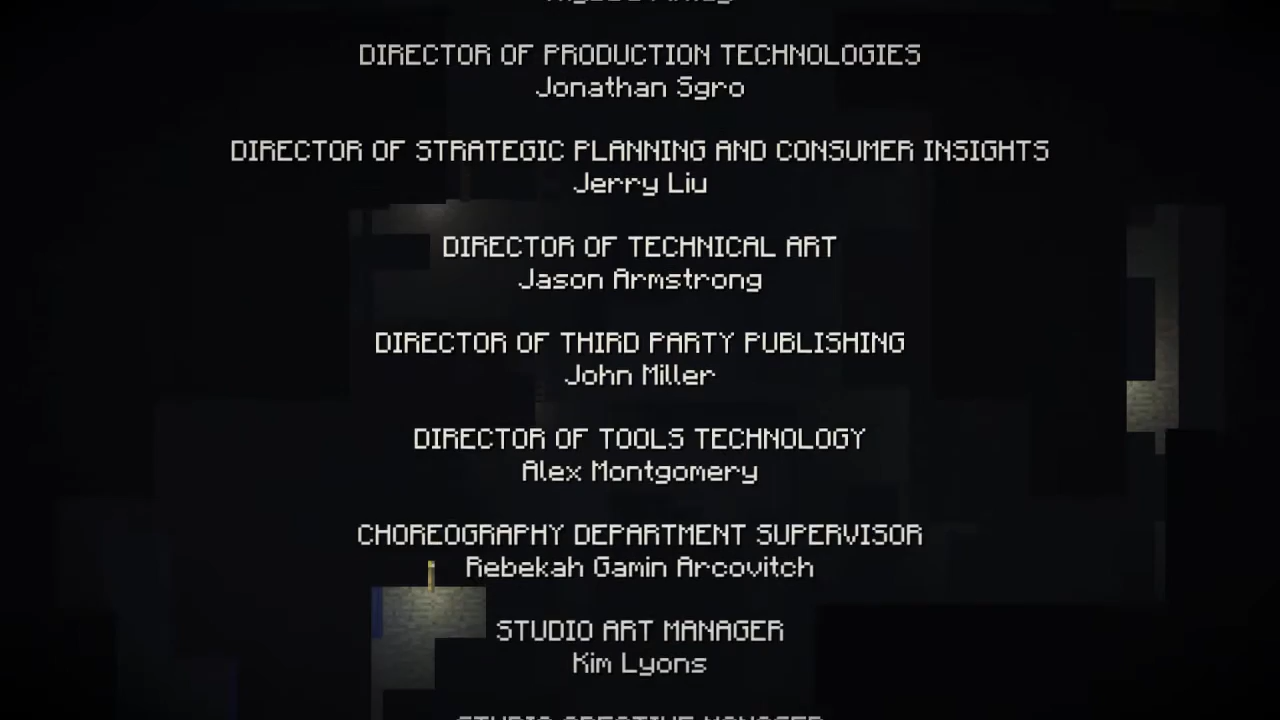 DIRECTOR OF PRODUCTION TECHNOLOGIES
Jonathan Sgro
DIRECTOR OF STRATEGIC PLANNING AND CONSUMER INSIGHTS
Jerry Liu
DIRECTOR OF TECHNICAL ART
Jason Armstrong
DIRECTOR OF THIRD PARTY PUBLISHING
John Miller
DIRECTOR OF TOOLS TECHNOLOGY
Alex Montgomery
CHOREOGRAPHY DEPARTMENT SUPERVISOR
Rebekah Gamin Arcovitch
STUDIO ART MANAGER
Kim Lyons